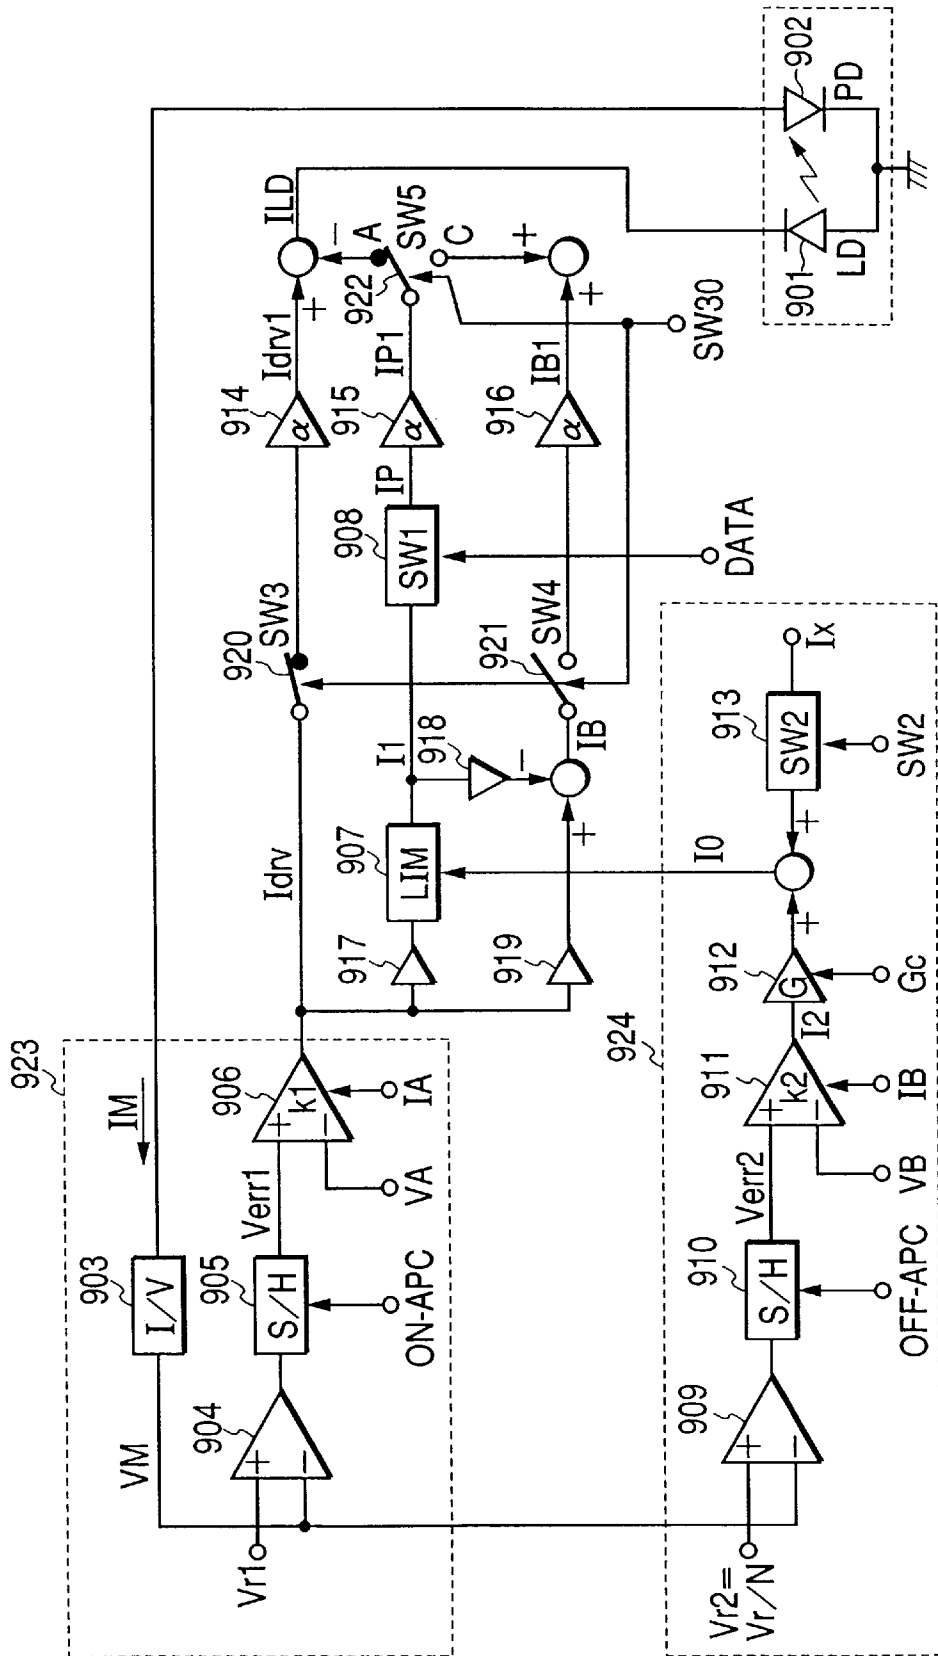 923
IM
903
I/V
VM
904
+
−
Vr1
905
S/H
ON-APC
Verr1
906
+
−
k1
VA
IA
Idrv
920
SW3
914
α
Idrv1
+
−
ILD
917
907
LIM
I1
908
SW1
IP
915
α
IP1
922
A
SW5
C
+
918
−
919
+
IB
921
SW4
916
α
IB1
+
DATA
SW30
901
LD
902
PD
924
909
+
−
Vr2=
Vr/N
910
S/H
OFF-APC
Verr2
911
+
−
k2
VB
IB
I2
912
G
Gc
+
I0
+
913
SW2
SW2
Ix